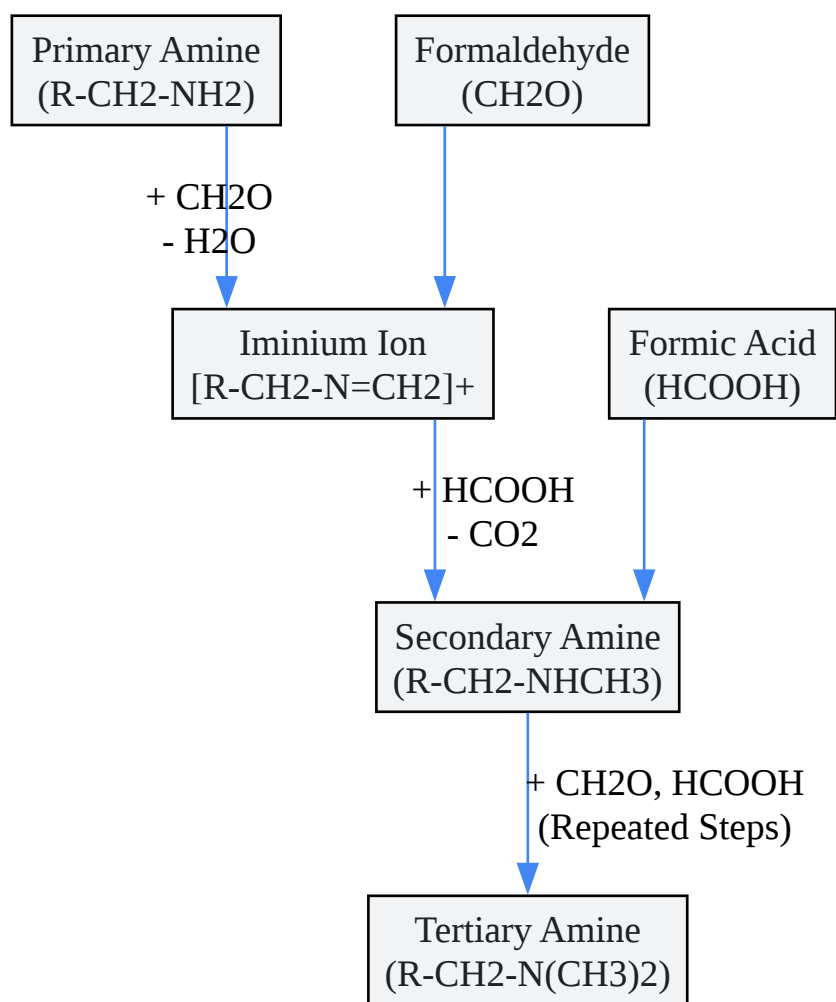 Primary Amine
(R-CH2-NH2)
Formaldehyde
(CH2O)
+ CH2O
- H2O
Iminium Ion
[R-CH2-N=CH2]+
Formic Acid
(HCOOH)
+ HCOOH
- CO2
Secondary Amine
(R-CH2-NHCH3)
+ CH2O, HCOOH
(Repeated Steps)
Tertiary Amine
(R-CH2-N(CH3)2)